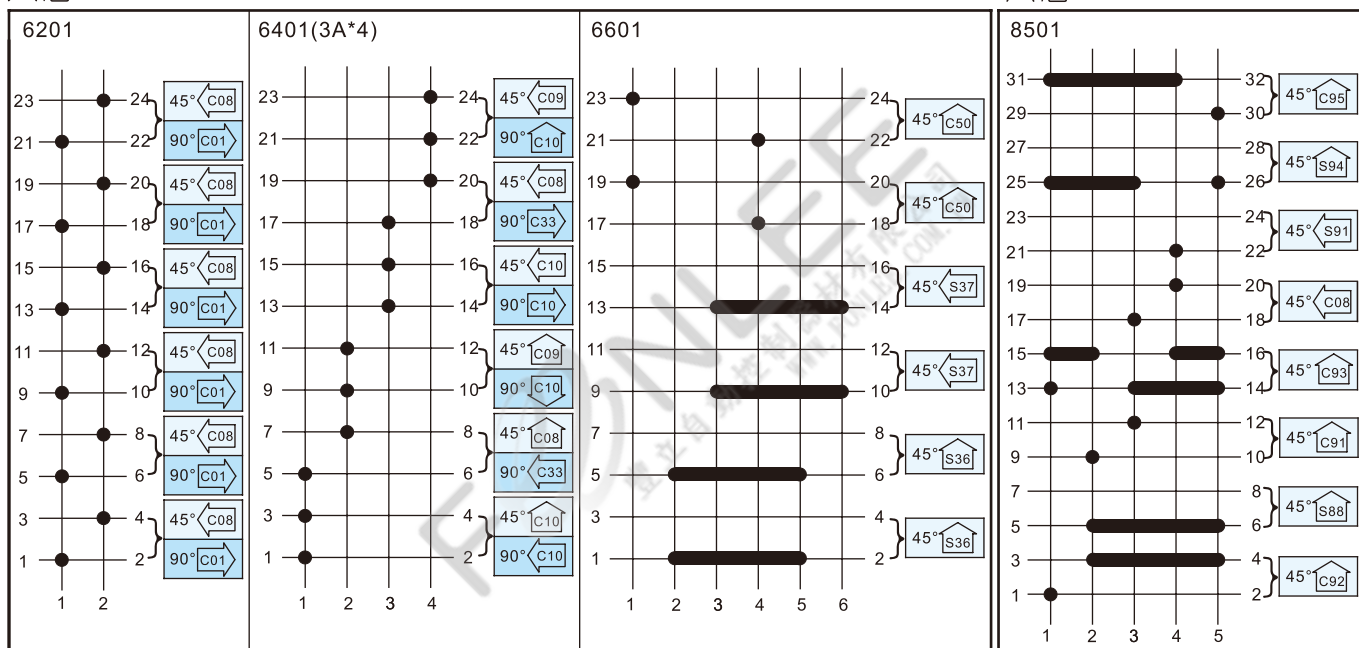 6201
23 24 45° C08
21 22 90° C01
19 20 45° C08
17 18 90° C01
15 16 45° C08
13 14 90° C01
11 12 45° C08
9 10 90° C01
7 8 45° C08
5 6 90° C01
3 4 45° C08
1 2 90° C01
1 2
6401(3A*4)
23 24 45° C09
21 22 90° C10
19 20 45° C08
17 18 90° C33
15 16 45° C10
13 14 90° C10
11 12 45° C09
9 10 90° C10
7 8 45° C08
5 6 90° C33
3 4 45° C10
1 2 90° C10
1 2 3 4
6601
23 24
45° C50
21 22
19 20
45° C50
17 18
15 16
45° S37
13 14
11 12
45° S37
9 10
7 8
45° S36
5 6
3 4
45° S36
1 2
1 2 3 4 5 6
8501
31 32
45° C95
29 30
27 28
45° S94
25 26
23 24
45° S91
21 22
19 20
45° C08
17 18
15 16
45° C93
13 14
11 12
45° C91
9 10
7 8
45° S88
5 6
3 4
45° C92
1 2
1 2 3 4 5
FONLEE